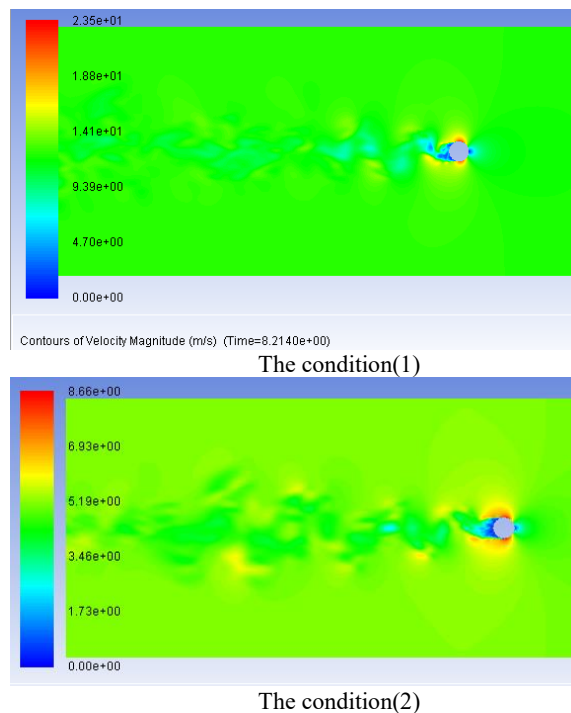 2.35e+01
1.88e+01
1.41e+01
9.39e+00
4.70e+00
0.00e+00
Contours of Velocity Magnitude (m/s) (Time=8.2140e+00)
The condition(1)
8.66e+00
6.93e+00
5.19e+00
3.46e+00
1.73e+00
0.00e+00
The condition(2)